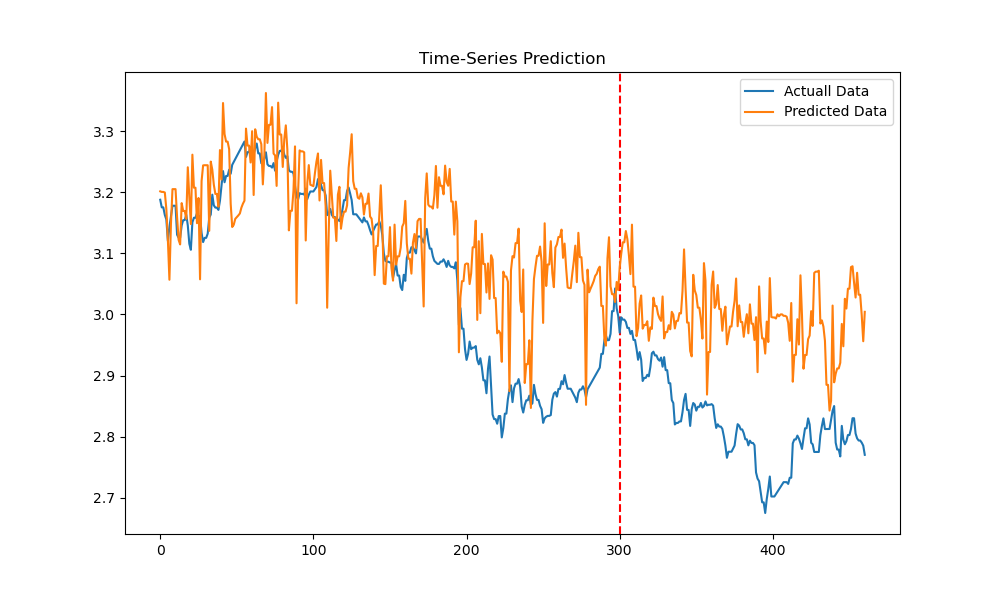 Time-Series Prediction
Actuall Data
Predicted Data
3.3
3.2
3.1
3.0
2.9
2.8
2.7
0 100 200 300 400